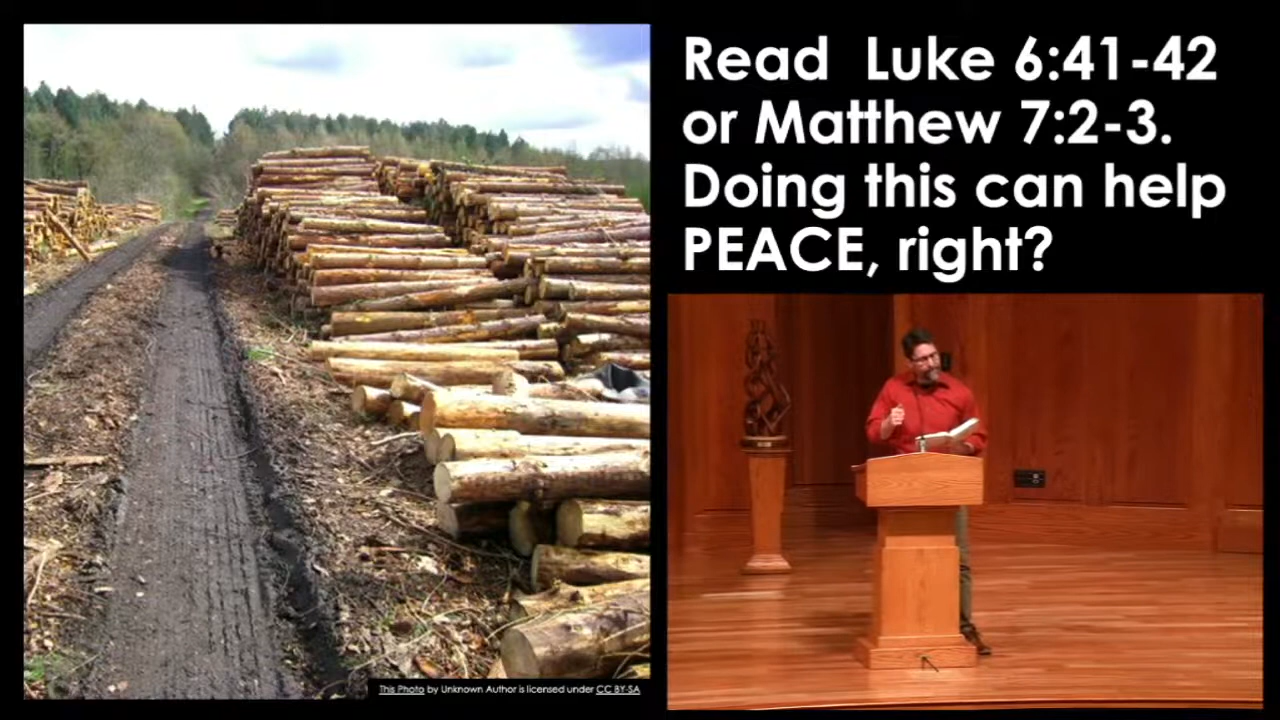 Read  Luke 6:41-42
or Matthew 7:2-3.
Doing this can help
PEACE, right?
This Photo by Unknown Author is licensed under CC BY-SA